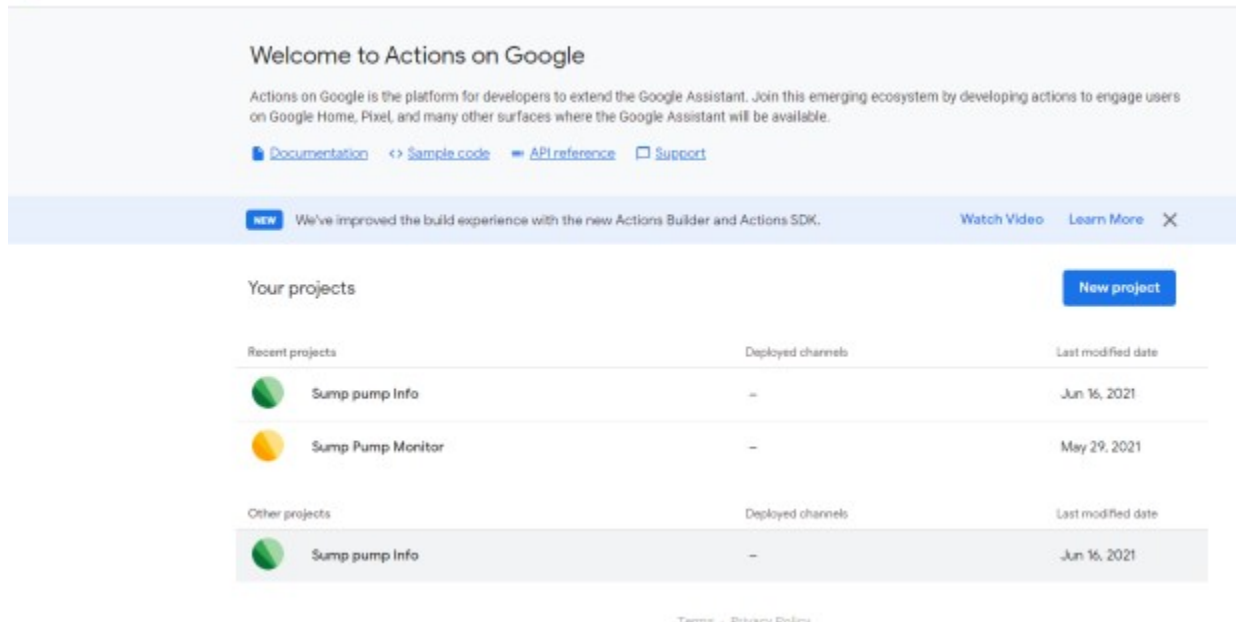 Welcome to Actions on Google
Actions on Google is the platform for developers to extend the Google Assistant. Join this emerging ecosystem by developing actions to engage users
on Google Home, Pixel, and many other surfaces where the Google Assistant will be available.
Documentation <> Sample code API reference Support
NEW We've improved the build experience with the new Actions Builder and Actions SDK. Watch Video Learn More
Your projects New project
Recent projects Deployed channels Last modified date
Sump pump Info – Jun 16, 2021
Sump Pump Monitor – May 29, 2021
Other projects Deployed channels Last modified date
Sump pump Info – Jun 16, 2021
Terms · Privacy Policy